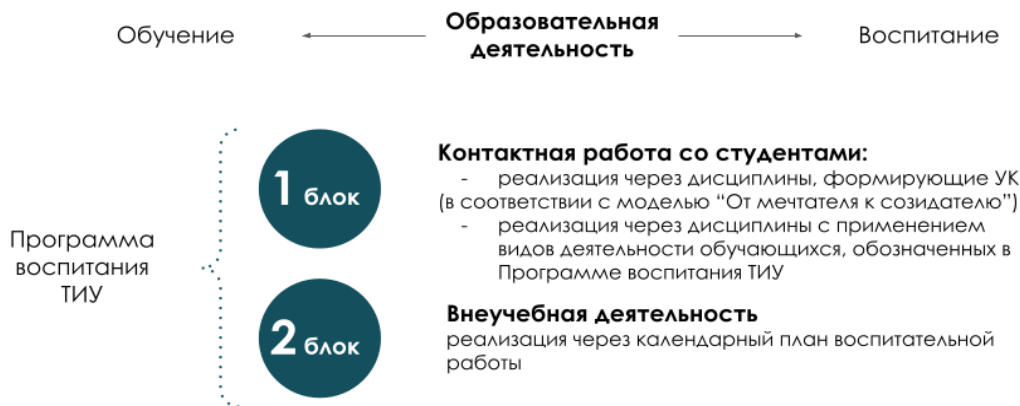 Обучение
Образовательная
деятельность
Воспитание
Программа
воспитания
ТИУ
1 блок
Контактная работа со студентами:
- реализация через дисциплины, формирующие УК
(в соответствии с моделью “От мечтателя к созидателю”)
- реализация через дисциплины с применением
видов деятельности обучающихся, обозначенных в
Программе воспитания ТИУ
2 блок
Внеучебная деятельность
реализация через календарный план воспитательной
работы